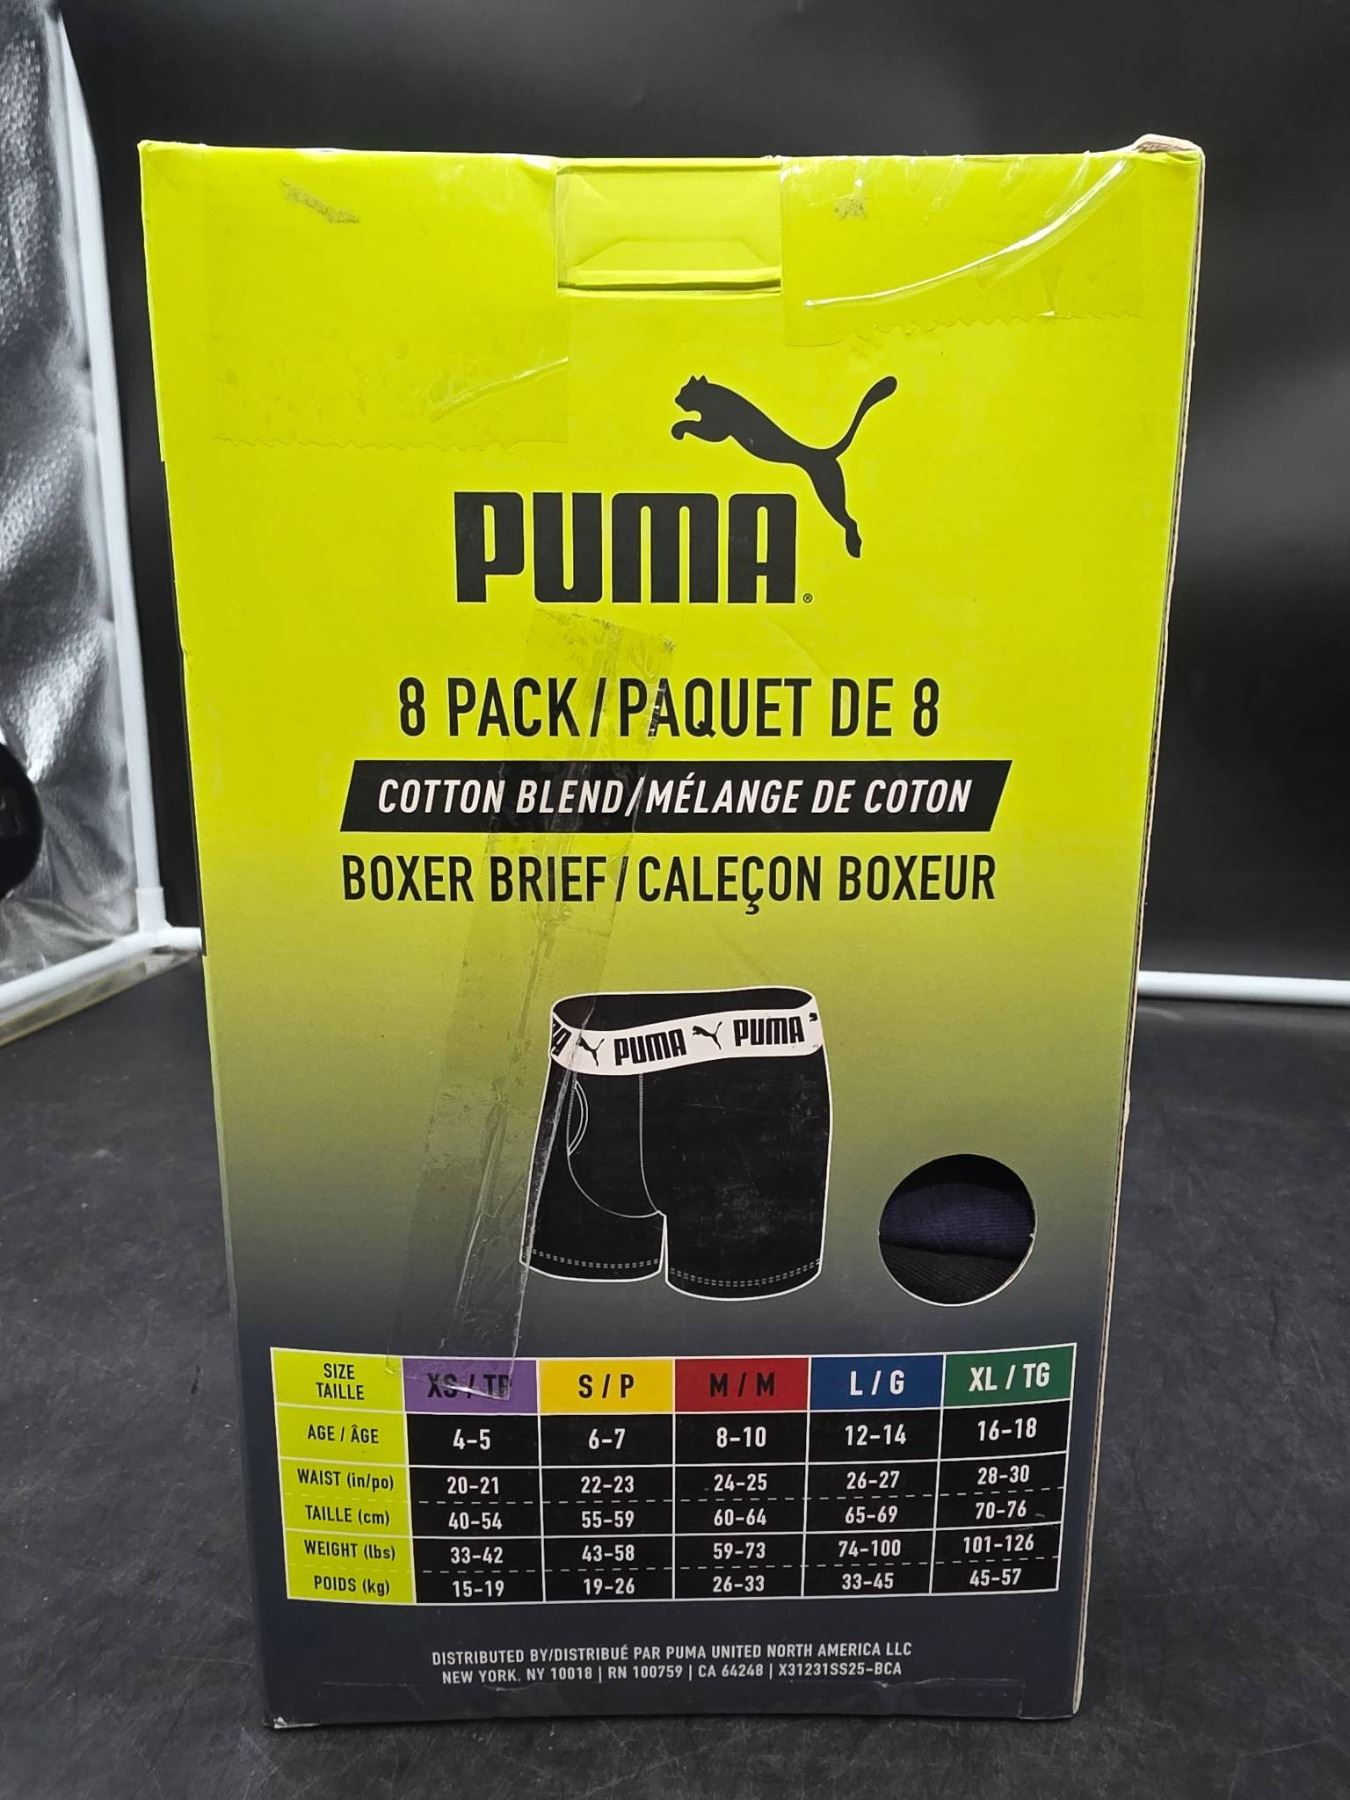 PUMA®
8 PACK/PAQUET DE 8
COTTON BLEND/MÉLANGE DE COTON
BOXER BRIEF/CALEÇON BOXEUR
PUMA PUMA
SIZE TAILLE XS / TP S / P M / M L / G XL / TG
AGE / ÂGE 4-5 6-7 8-10 12-14 16-18
WAIST (in/po) 20-21 22-23 24-25 26-27 28-30
TAILLE (cm) 40-54 55-59 60-64 65-69 70-76
WEIGHT (lbs) 33-42 43-58 59-73 74-100 101-126
POIDS (kg) 15-19 19-26 26-33 33-45 45-57
DISTRIBUTED BY/DISTRIBUÉ PAR PUMA UNITED NORTH AMERICA LLC
NEW YORK, NY 10018 | RN 100759 | CA 64248 | X31231SS25-BCA